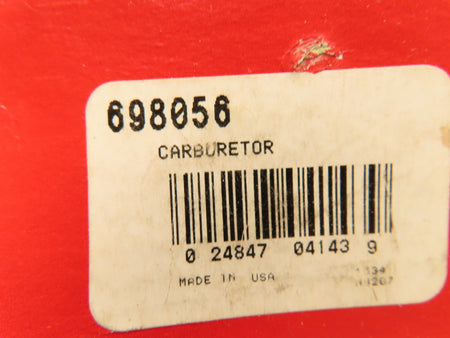 698056
CARBURETOR
0 24847 04143 9
MADE IN USA